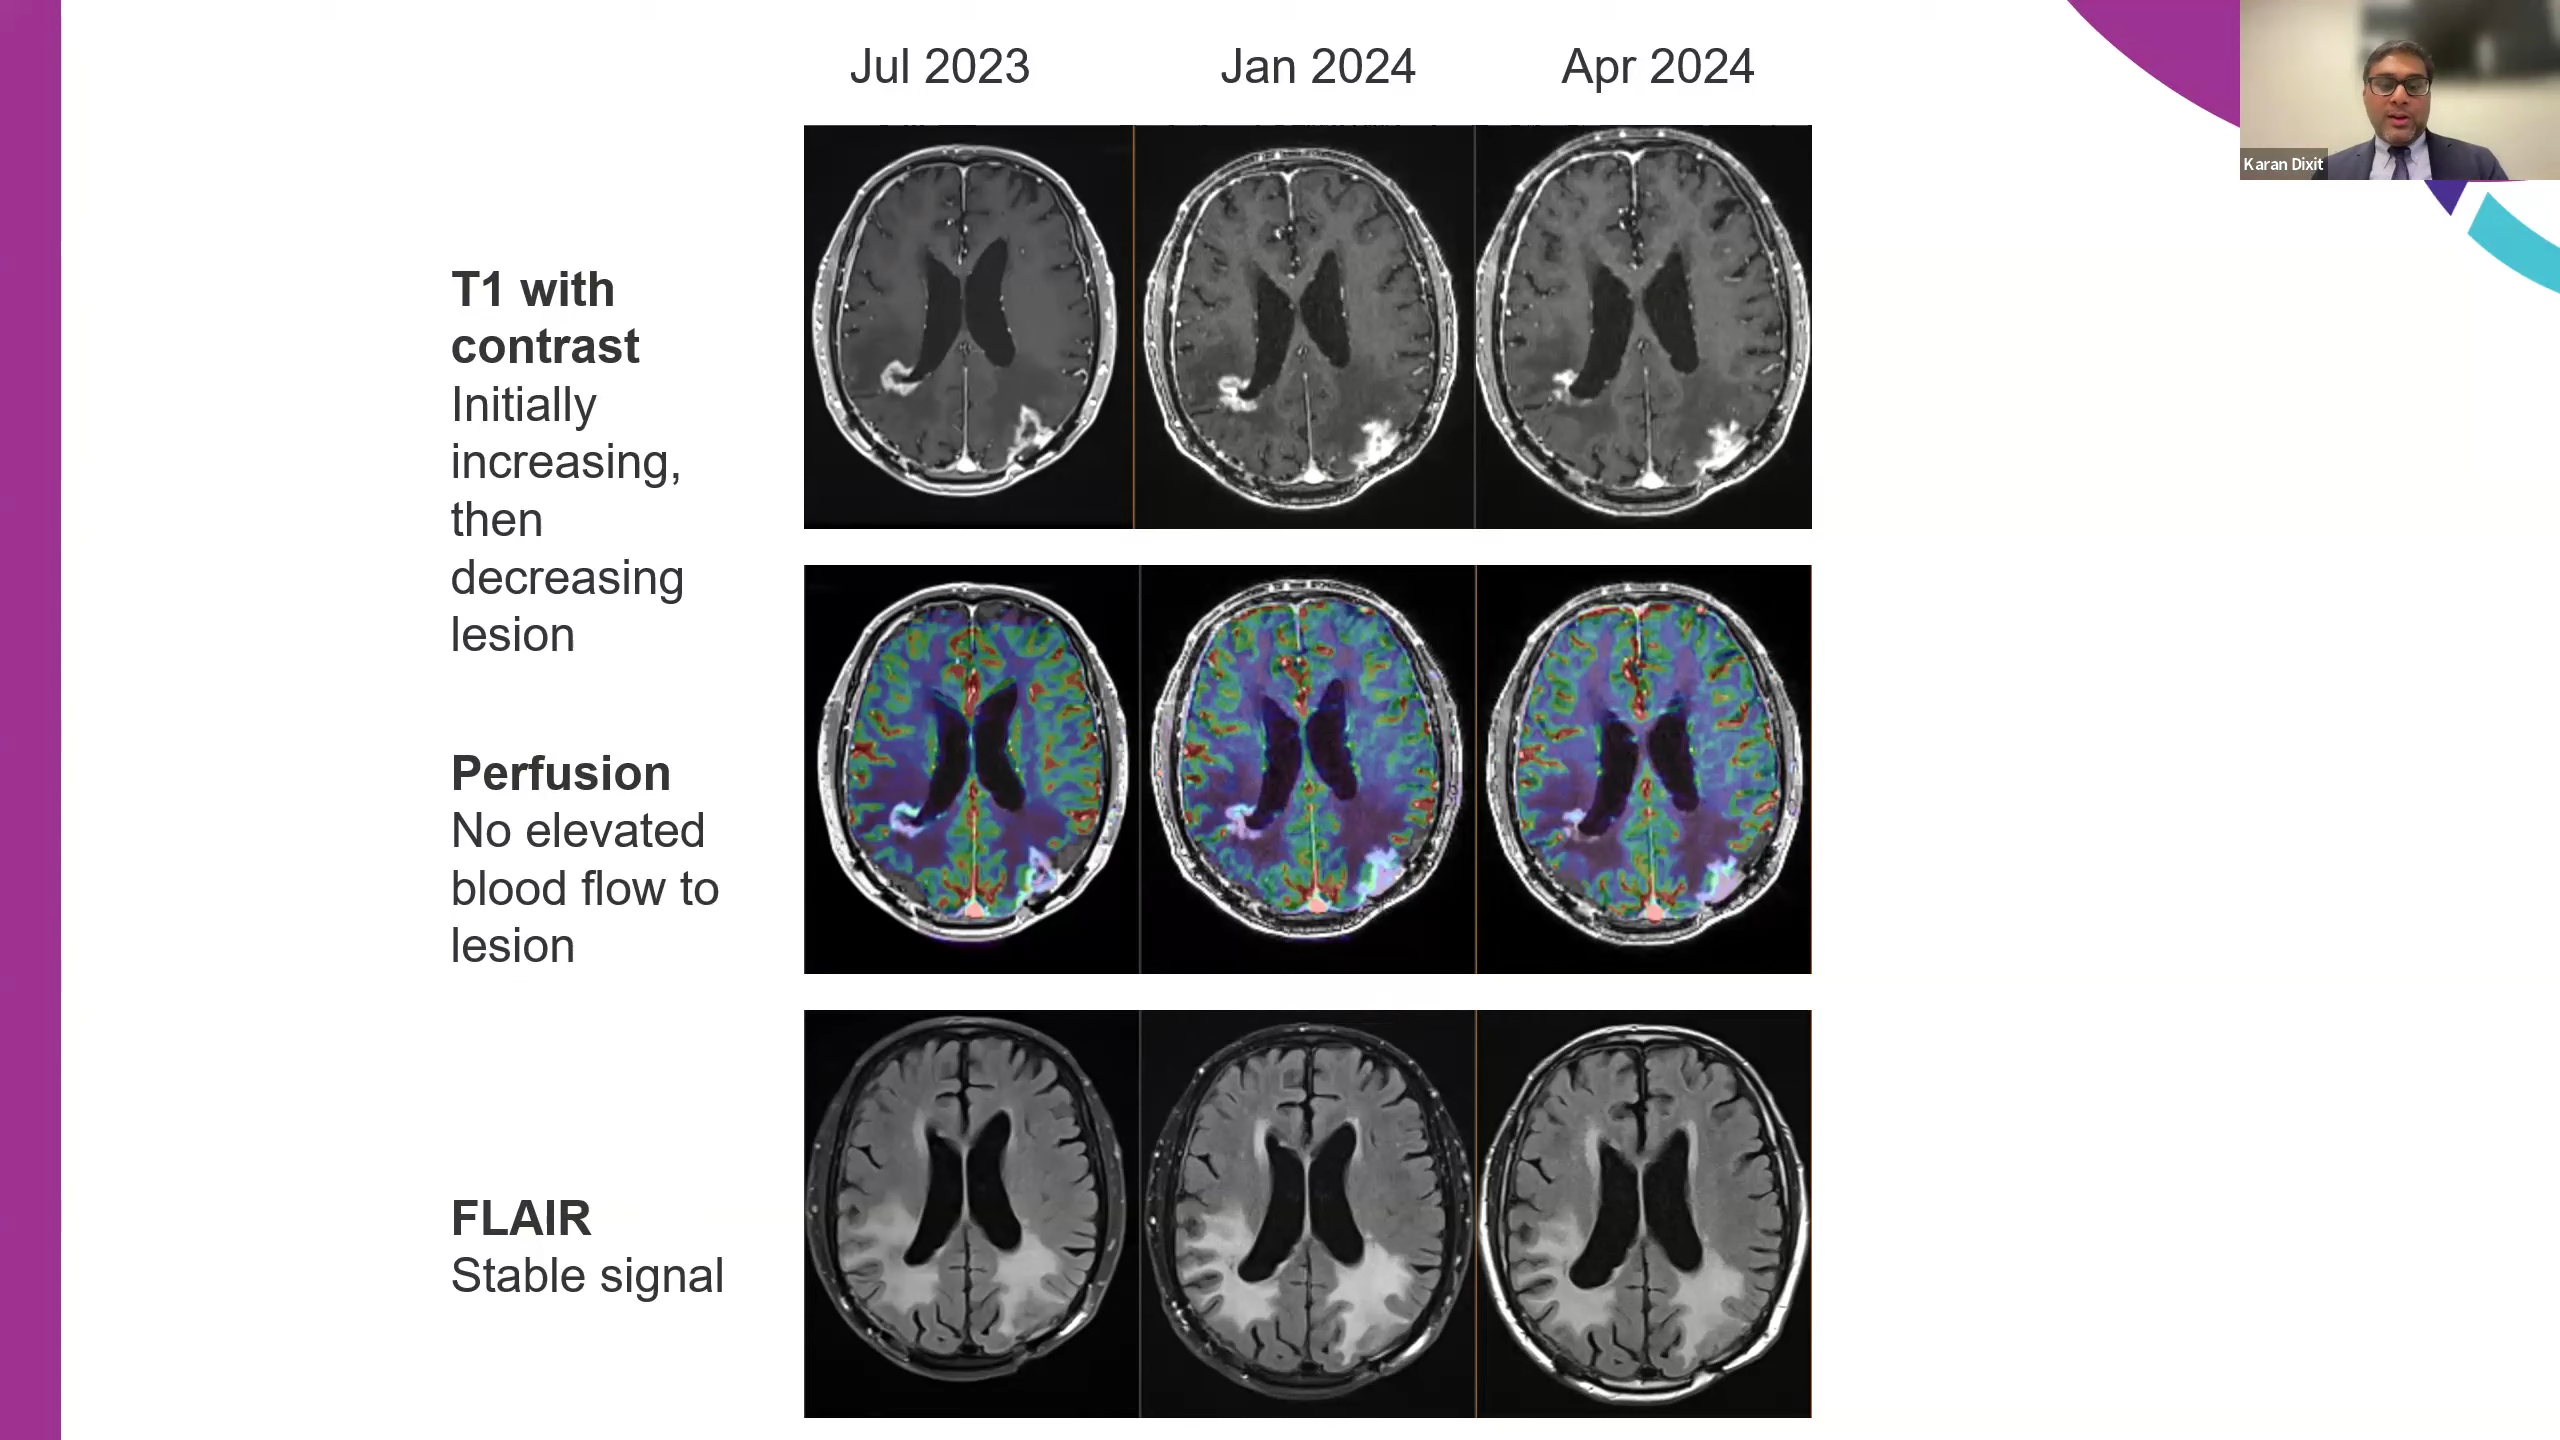 Jul 2023
Jan 2024
Apr 2024
Karan Dixit
T1 with
contrast
Initially
increasing,
then
decreasing
lesion
Perfusion
No elevated
blood flow to
lesion
FLAIR
Stable signal